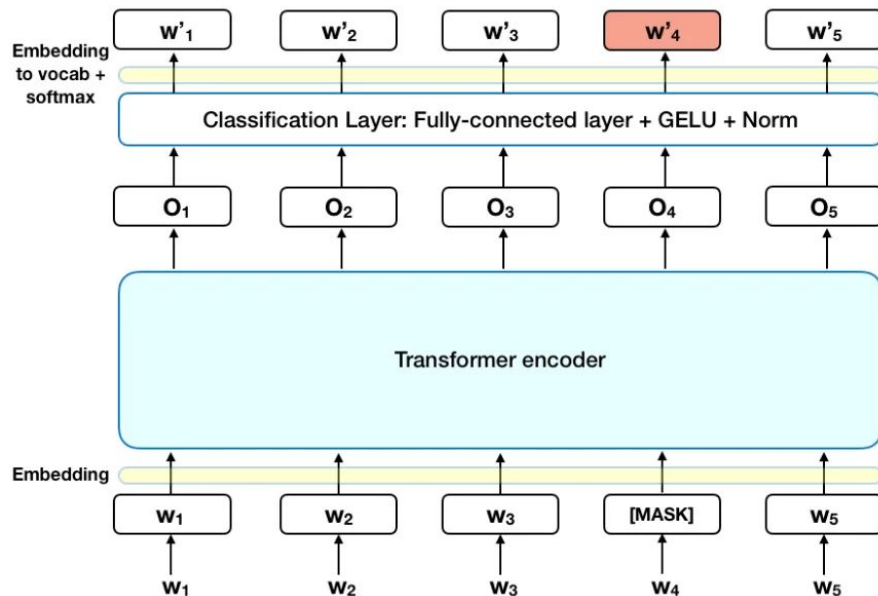 w'₁ w'₂ w'₃ w'₄ w'₅
Embedding
to vocab +
softmax
Classification Layer: Fully-connected layer + GELU + Norm
O₁ O₂ O₃ O₄ O₅
Transformer encoder
Embedding
w₁ w₂ w₃ [MASK] w₅
w₁ w₂ w₃ w₄ w₅